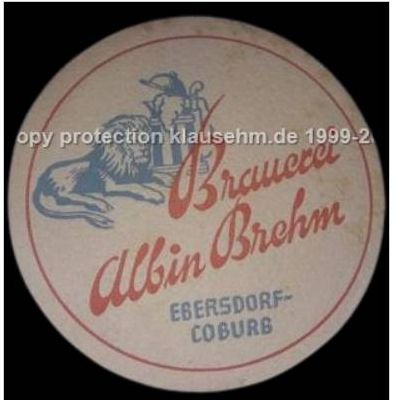 opy protection klausehm.de 1999-2
Brauerei
Albin Brehm
EBERSDORF-
COBURG